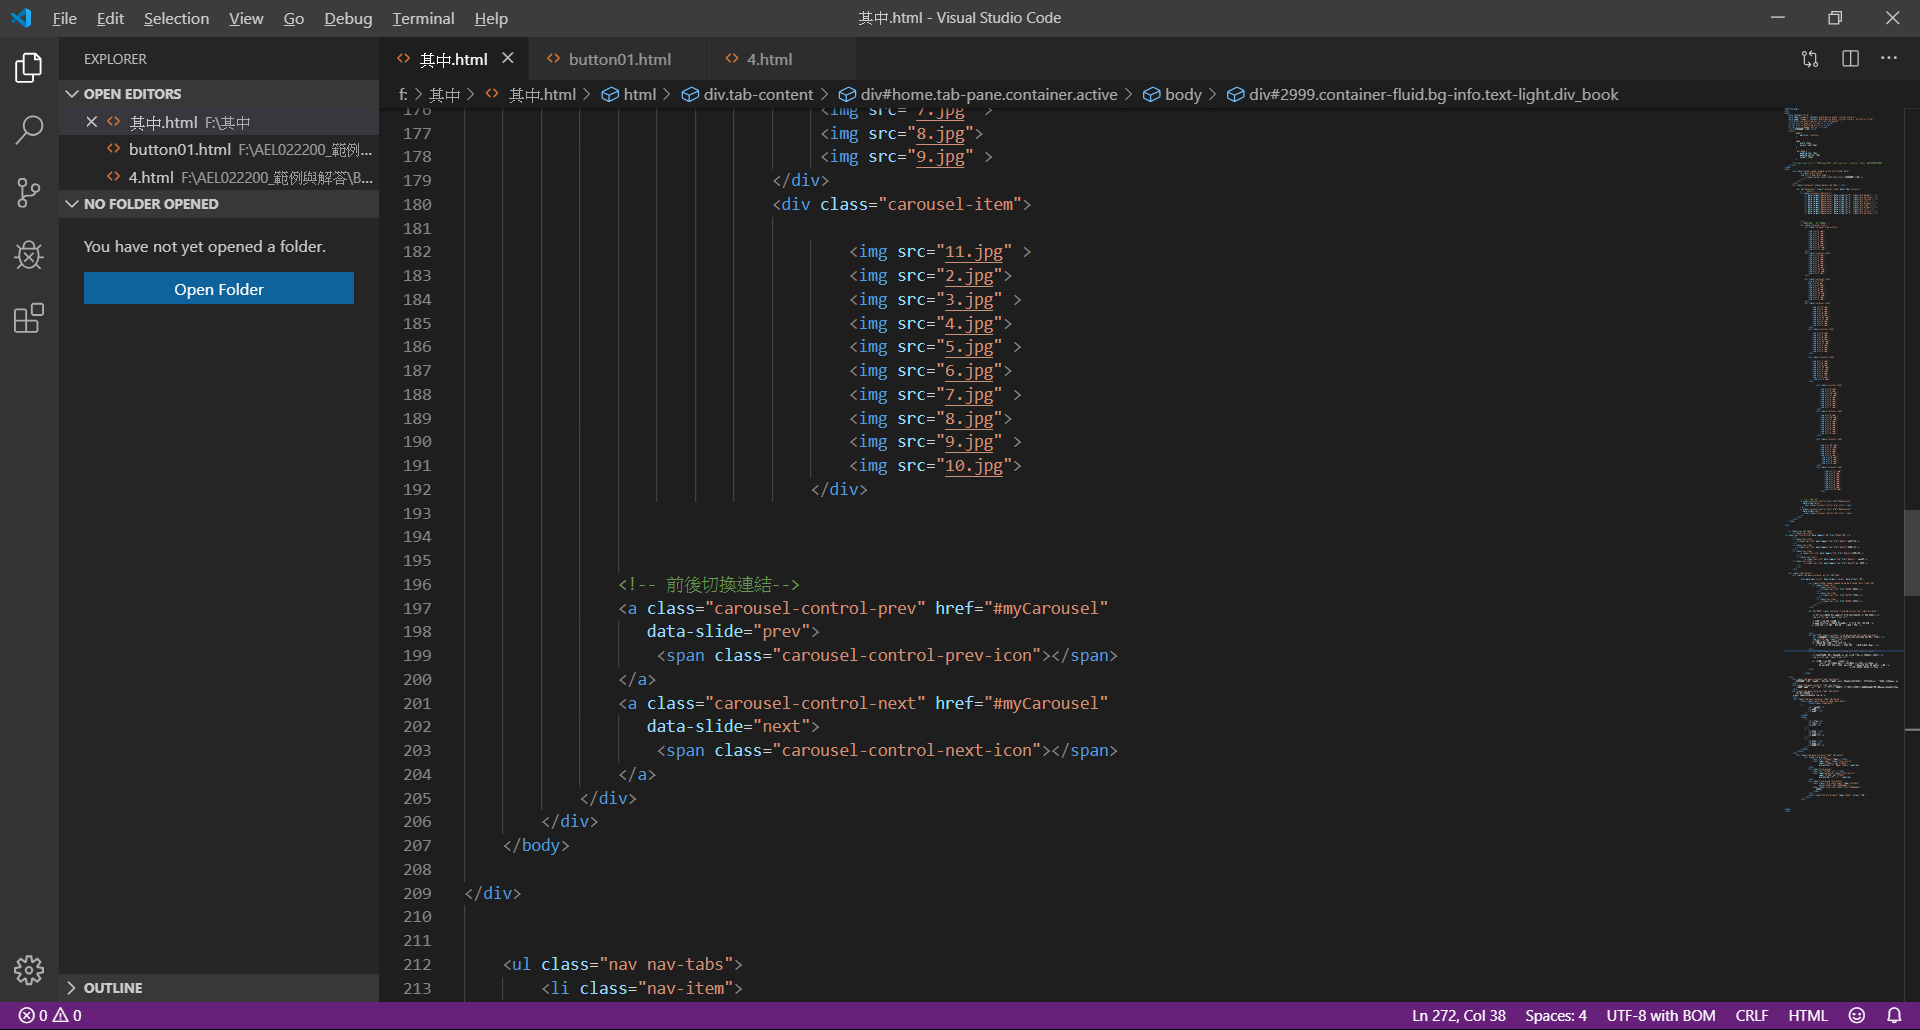 File Edit Selection View Go Debug Terminal Help
其中.html - Visual Studio Code
EXPLORER
OPEN EDITORS
其中.html F:\其中
button01.html F:\AEL022200_範例...
4.html F:\AEL022200_範例與解答\B...
NO FOLDER OPENED
You have not yet opened a folder.
Open Folder
OUTLINE
其中.html
button01.html
4.html
f: > 其中 > 其中.html > html > div.tab-content > div#home.tab-pane.container.active > body > div#2999.container-fluid.bg-info.text-light.div_book
176 <img src="7.jpg" >
177 <img src="8.jpg">
178 <img src="9.jpg" >
179 </div>
180 <div class="carousel-item">
181
182 <img src="11.jpg" >
183 <img src="2.jpg">
184 <img src="3.jpg" >
185 <img src="4.jpg">
186 <img src="5.jpg" >
187 <img src="6.jpg">
188 <img src="7.jpg" >
189 <img src="8.jpg">
190 <img src="9.jpg" >
191 <img src="10.jpg">
192 </div>
193
194
195
196 <!-- 前後切換連結-->
197 <a class="carousel-control-prev" href="#myCarousel"
198 data-slide="prev">
199 <span class="carousel-control-prev-icon"></span>
200 </a>
201 <a class="carousel-control-next" href="#myCarousel"
202 data-slide="next">
203 <span class="carousel-control-next-icon"></span>
204 </a>
205 </div>
206 </div>
207 </body>
208
209 </div>
210
211
212 <ul class="nav nav-tabs">
213 <li class="nav-item">
0 0
Ln 272, Col 38 Spaces: 4 UTF-8 with BOM CRLF HTML